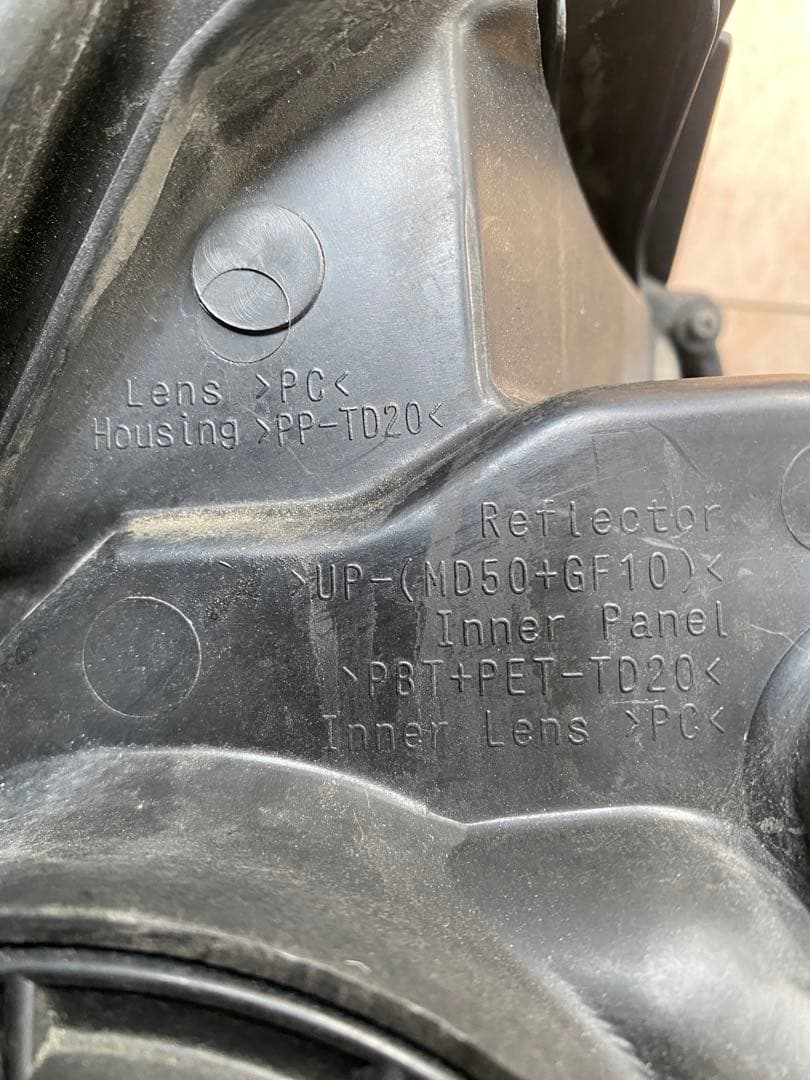 Lens >PC<
Housing >PP-TD20<
Reflector
>UP-(MD50+GF10)<
Inner Panel
>PBT+PET-TD20<
Inner Lens >PC<